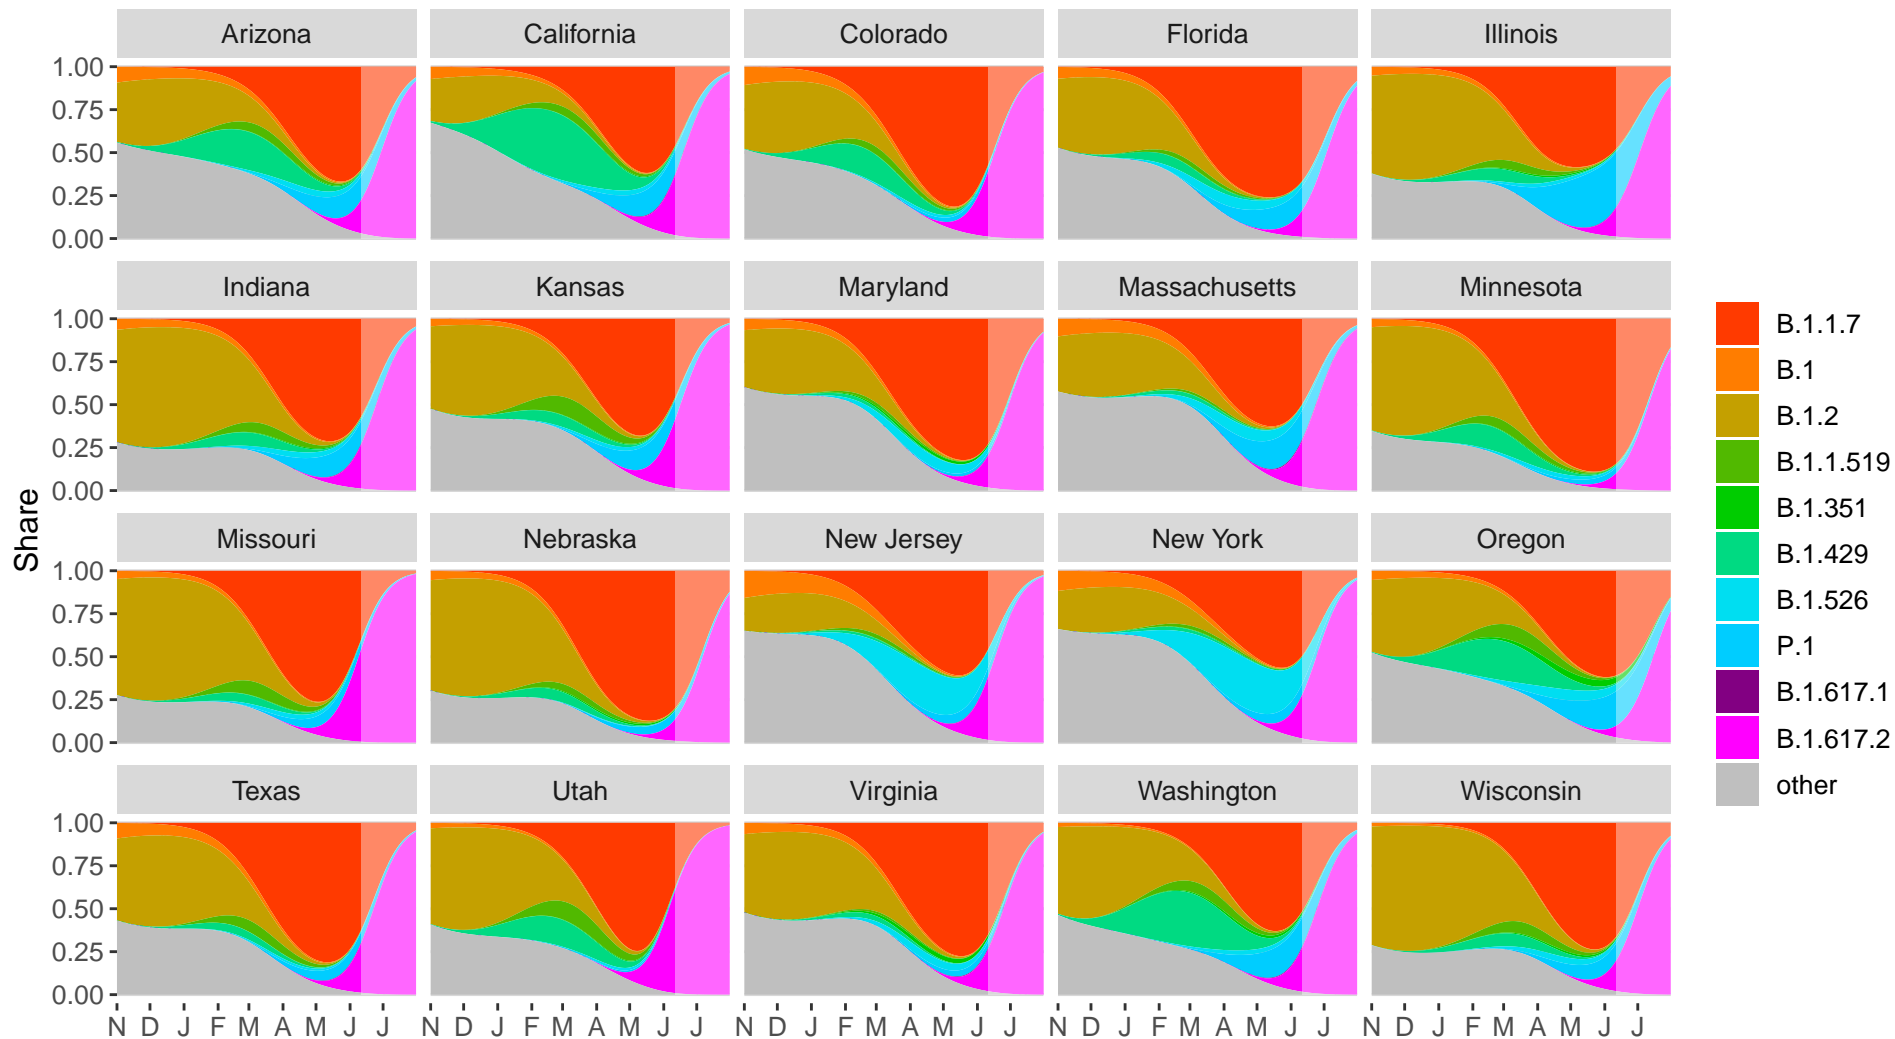 Arizona California Colorado Florida Illinois
1.00
0.75
0.50
0.25
0.00
Indiana Kansas Maryland Massachusetts Minnesota
1.00
0.75
0.50
0.25
0.00
Missouri Nebraska New Jersey New York Oregon
1.00
0.75
0.50
0.25
0.00
Texas Utah Virginia Washington Wisconsin
1.00
0.75
0.50
0.25
0.00
N D J F M A M J J N D J F M A M J J N D J F M A M J J N D J F M A M J J N D J F M A M J J
Share
B.1.1.7
B.1
B.1.2
B.1.1.519
B.1.351
B.1.429
B.1.526
P.1
B.1.617.1
B.1.617.2
other